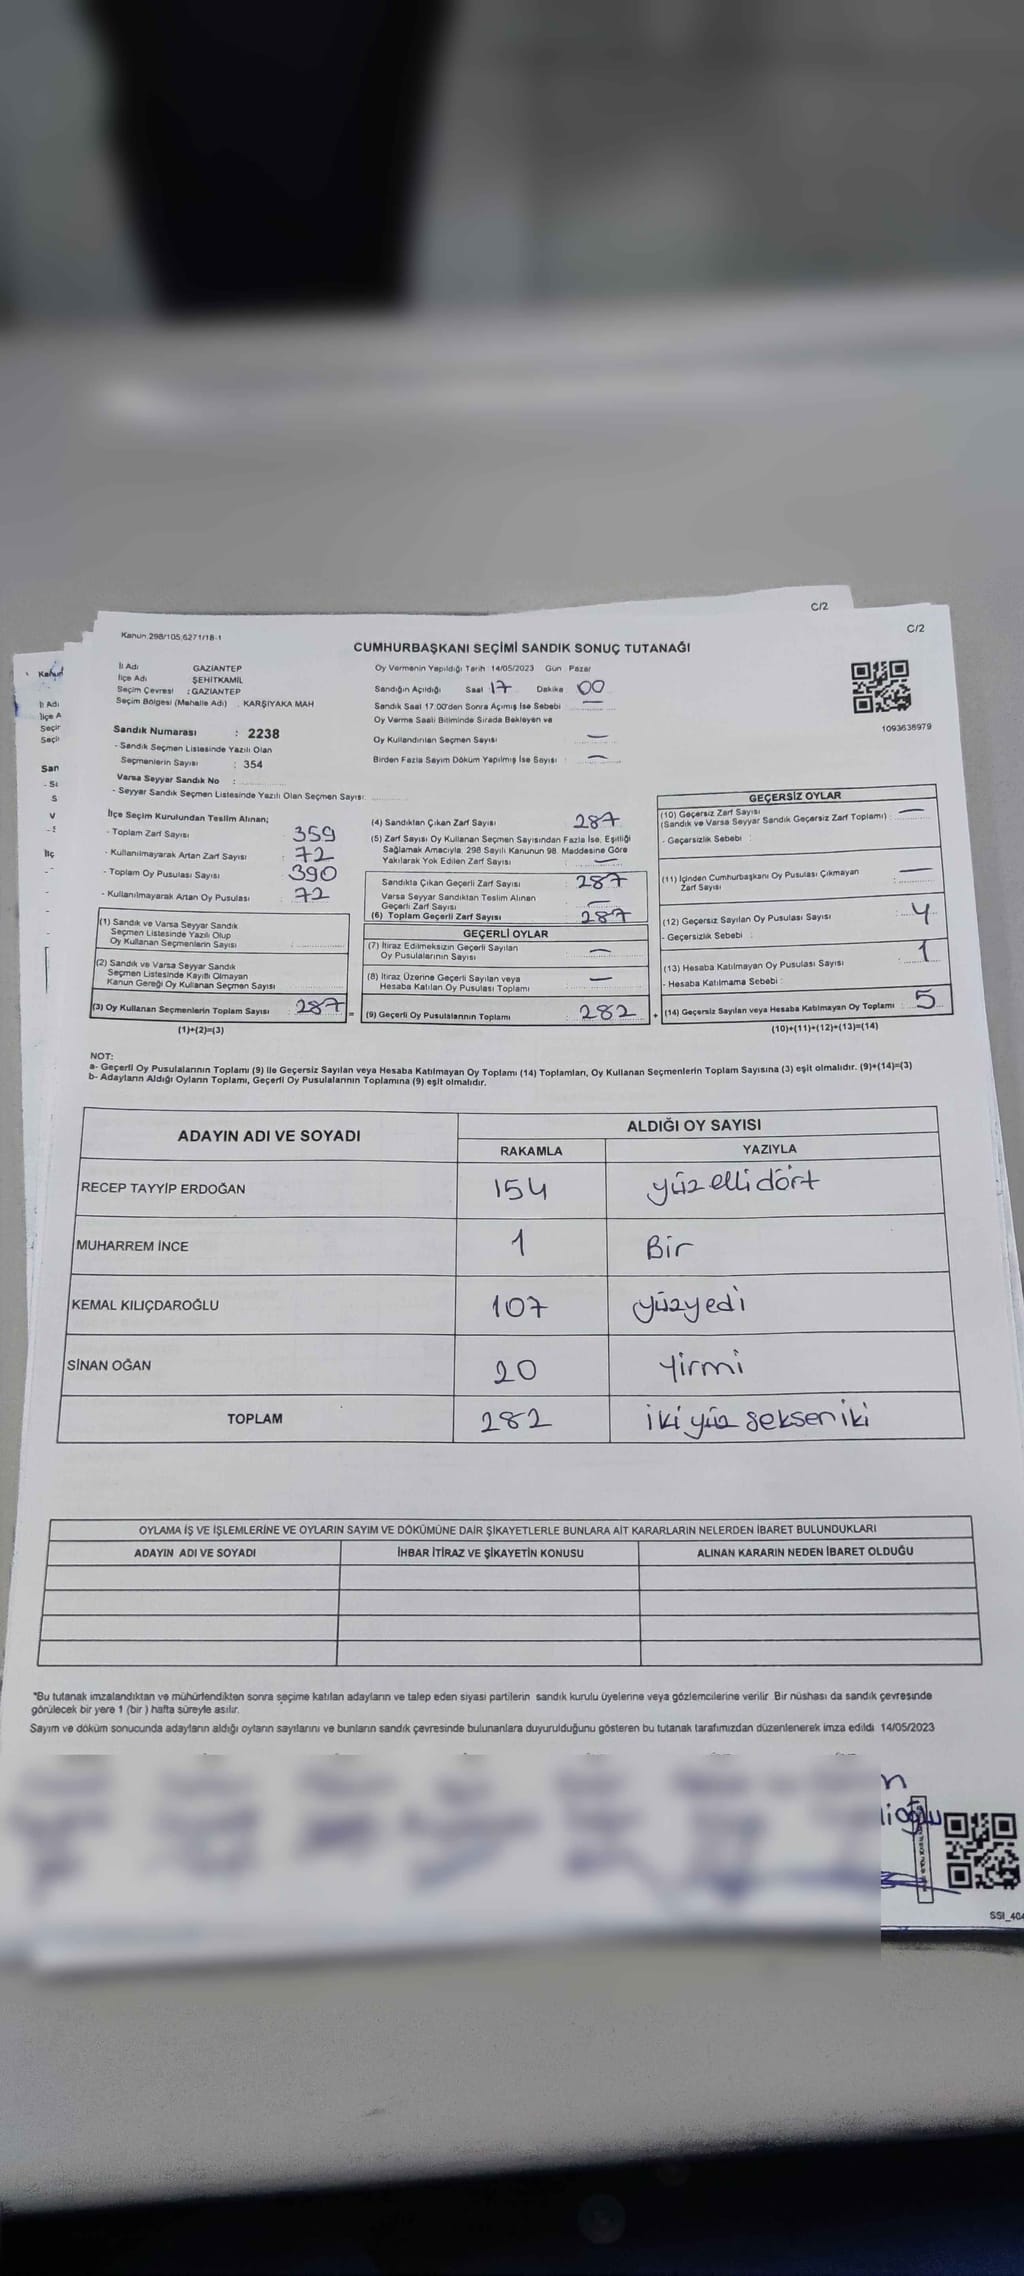 C/2
Kanun.298/105,6271/18-1
C/2
CUMHURBAŞKANI SEÇİMİ SANDIK SONUÇ TUTANAĞI
İl Adı GAZİANTEP
İlçe Adı ŞEHİTKAMİL
Seçim Çevresi : GAZİANTEP
Seçim Bölgesi (Mahalle Adı) KARŞIYAKA MAH
Oy Vermenin Yapıldığı Tarih 14/05/2023 Gün Pazar
Sandığın Açıldığı Saat 17 Dakika 00
Sandık Saat 17:00'den Sonra Açımış İse Sebebi —
Oy Verme Saati Bitiminde Sırada Bekleyen ve
Oy Kullandırılan Seçmen Sayısı —
Birden Fazla Sayım Döküm Yapılmış İse Sayısı : —
1093636979
Sandık Numarası : 2238
- Sandık Seçmen Listesinde Yazılı Olan
Seçmenlerin Sayısı : 354
Varsa Seyyar Sandık No :
- Seyyar Sandık Seçmen Listesinde Yazılı Olan Seçmen Sayısı:
İlçe Seçim Kurulundan Teslim Alınan;
- Toplam Zarf Sayısı 359
- Kullanılmayarak Artan Zarf Sayısı : 72
- Toplam Oy Pusulası Sayısı : 390
- Kullanılmayarak Artan Oy Pusulası : 72
(1) Sandık ve Varsa Seyyar Sandık
Seçmen Listesinde Yazılı Olup
Oy Kullanan Seçmenlerin Sayısı :
(2) Sandık ve Varsa Seyyar Sandık
Seçmen Listesinde Kayıtlı Olmayan
Kanun Gereği Oy Kullanan Seçmen Sayısı :
(3) Oy Kullanan Seçmenlerin Toplam Sayısı : 287 =
(1)+(2)=(3)
(4) Sandıktan Çıkan Zarf Sayısı : 287
(5) Zarf Sayısı Oy Kullanan Seçmen Sayısından Fazla İse, Eşitliği
Sağlamak Amacıyla, 298 Sayılı Kanunun 98. Maddesine Göre
Yakılarak Yok Edilen Zarf Sayısı : —
Sandıkta Çıkan Geçerli Zarf Sayısı : 287
Varsa Seyyar Sandıktan Teslim Alınan
Geçerli Zarf Sayısı : —
(6) Toplam Geçerli Zarf Sayısı : 287
GEÇERLİ OYLAR
(7) İtiraz Edilmeksizin Geçerli Sayılan
Oy Pusulalarının Sayısı : —
(8) İtiraz Üzerine Geçerli Sayılan veya
Hesaba Katılan Oy Pusulası Toplamı : —
(9) Geçerli Oy Pusulalarının Toplamı : 282 +
GEÇERSİZ OYLAR
(10) Geçersiz Zarf Sayısı
(Sandık ve Varsa Seyyar Sandık Geçersiz Zarf Toplamı) : —
- Geçersizlik Sebebi :
(11) İçinden Cumhurbaşkanı Oy Pusulası Çıkmayan
Zarf Sayısı : —
(12) Geçersiz Sayılan Oy Pusulası Sayısı : 4
- Geçersizlik Sebebi :
(13) Hesaba Katılmayan Oy Pusulası Sayısı : 1
- Hesaba Katılmama Sebebi :
(14) Geçersiz Sayılan veya Hesaba Katılmayan Oy Toplamı : 5
(10)+(11)+(12)+(13)=(14)
NOT:
a- Geçerli Oy Pusulalarının Toplamı (9) ile Geçersiz Sayılan veya Hesaba Katılmayan Oy Toplamı (14) Toplamları, Oy Kullanan Seçmenlerin Toplam Sayısına (3) eşit olmalıdır. (9)+(14)=(3)
b- Adayların Aldığı Oyların Toplamı, Geçerli Oy Pusulalarının Toplamına (9) eşit olmalıdır.
ADAYIN ADI VE SOYADI ALDIĞI OY SAYISI
RAKAMLA YAZIYLA
RECEP TAYYİP ERDOĞAN 154 yüzellidört
MUHARREM İNCE 1 Bir
KEMAL KILIÇDAROĞLU 107 yüzyedi
SİNAN OĞAN 20 yirmi
TOPLAM 282 ikiyüz sekseniki
OYLAMA İŞ VE İŞLEMLERİNE VE OYLARIN SAYIM VE DÖKÜMÜNE DAİR ŞİKAYETLERLE BUNLARA AİT KARARLARIN NELERDEN İBARET BULUNDUKLARI
ADAYIN ADI VE SOYADI İHBAR İTİRAZ VE ŞİKAYETİN KONUSU ALINAN KARARIN NEDEN İBARET OLDUĞU
*Bu tutanak imzalandıktan ve mühürlendikten sonra seçime katılan adayların ve talep eden siyasi partilerin sandık kurulu üyelerine veya gözlemcilerine verilir Bir nüshası da sandık çevresinde
görülecek bir yere 1 (bir ) hafta süreyle asılır.
Sayım ve döküm sonucunda adayların aldığı oyların sayılarını ve bunların sandık çevresinde bulunanlara duyurulduğunu gösteren bu tutanak tarafımızdan düzenlenerek imza edildi 14/05/2023